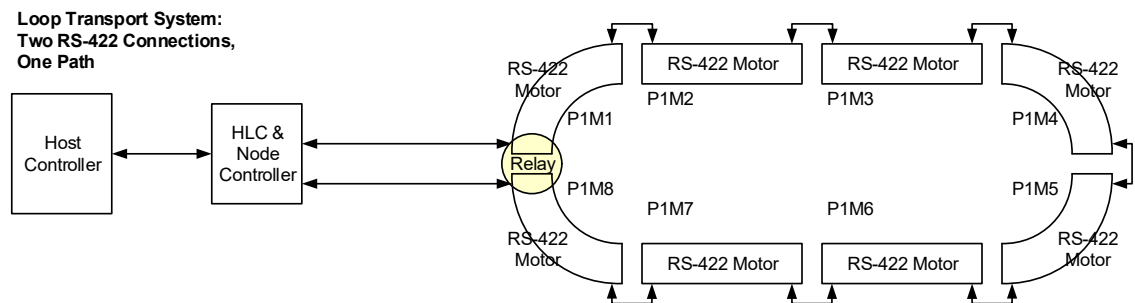 Loop Transport System:
Two RS-422 Connections,
One Path
Host
Controller
HLC &
Node
Controller
Relay
RS-422
Motor
P1M1
RS-422 Motor
P1M2
RS-422 Motor
P1M3
RS-422
Motor
P1M4
P1M5
RS-422
Motor
P1M6
RS-422 Motor
P1M7
RS-422 Motor
P1M8
RS-422
Motor